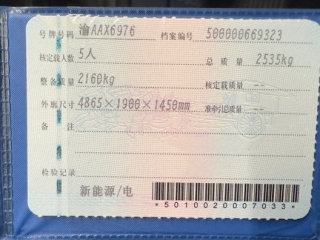 号牌号码 渝AAX6976 档案编号 500000669323
核定载人数 5人 总质量 2535kg
整备质量 2160kg 核定载质量 --
外廓尺寸 4865×1900×1450mm 准牵引总质量 --
备注
检验记录
新能源/电
*5010020007033*